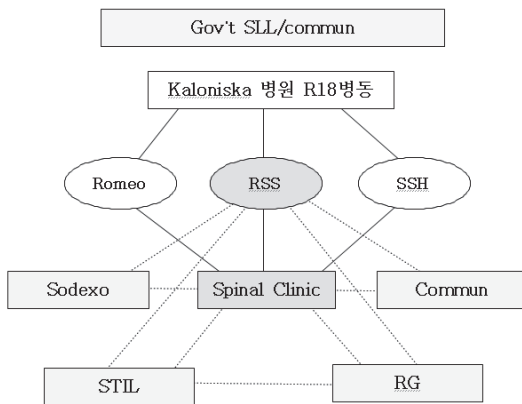 Gov't SLL/commun
Kaloniska 병원 R18병동
Romeo
RSS
SSH
Sodexo
Spinal Clinic
Commun
STIL
RG